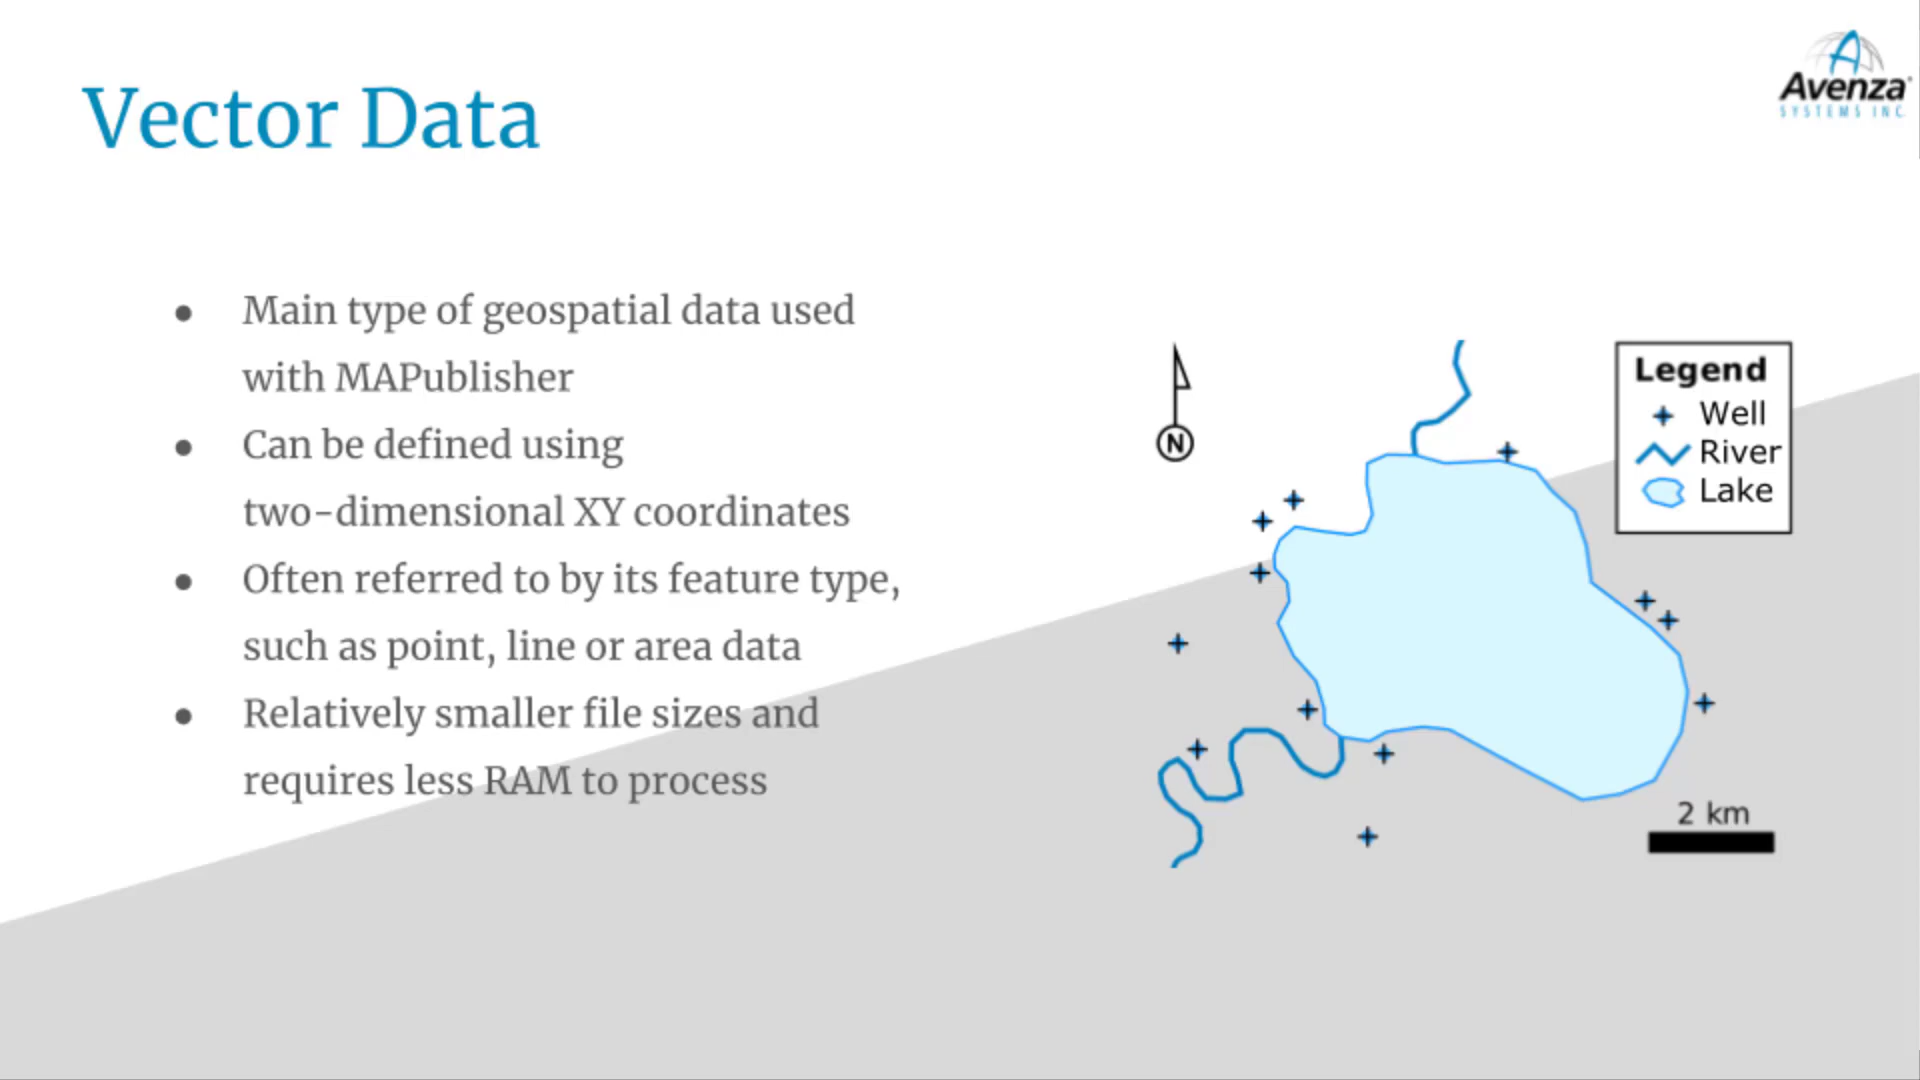 Vector Data
Avenza
SYSTEMS INC.
● Main type of geospatial data used
with MAPublisher
● Can be defined using
two-dimensional XY coordinates
● Often referred to by its feature type,
such as point, line or area data
● Relatively smaller file sizes and
requires less RAM to process
N
Legend
Well
River
Lake
2 km